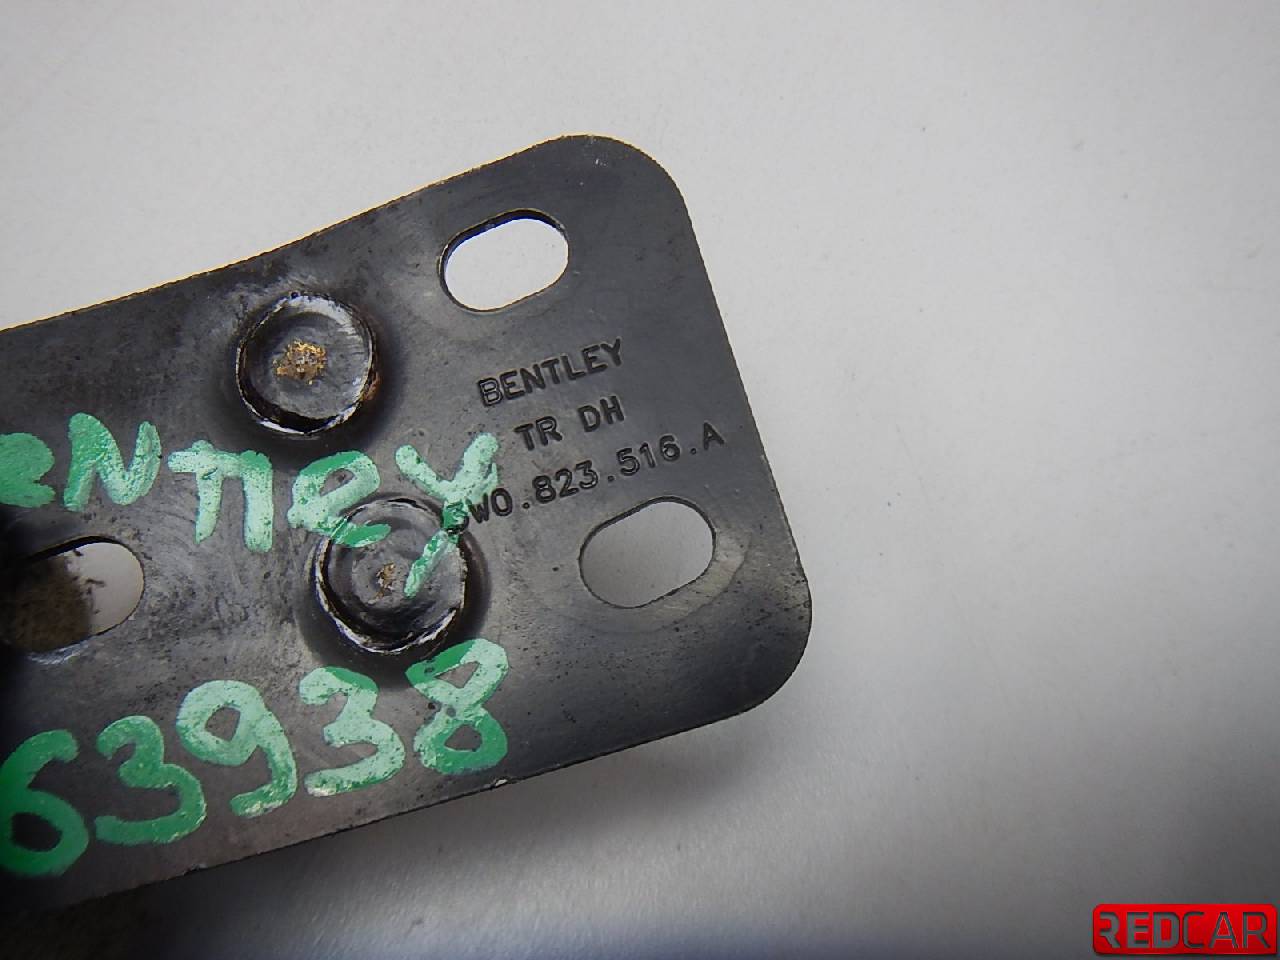 BENTLEY
TR DH
3W0.823.516.A
ENTLEY
63938
REDCAR